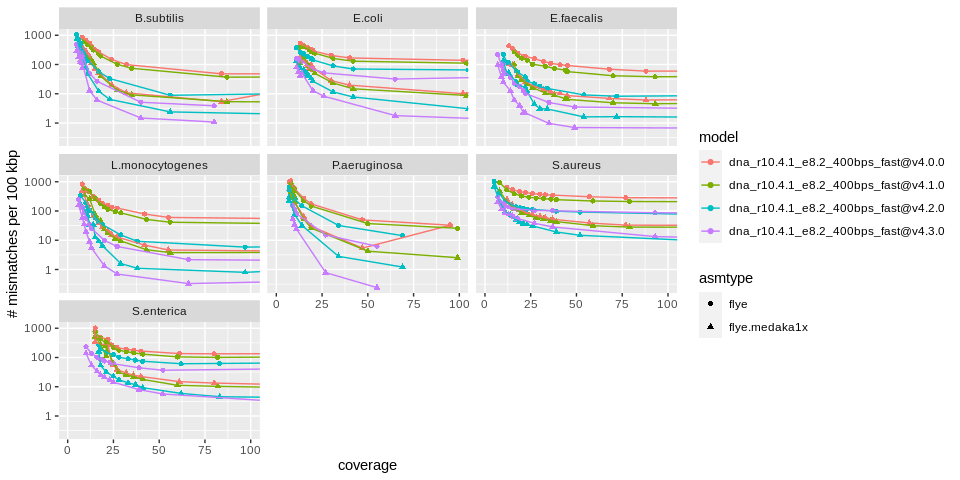 B.subtilis
E.coli
E.faecalis
1000
100
10
1
L.monocytogenes
P.aeruginosa
S.aureus
1000
100
10
1
0 25 50 75 100
0 25 50 75 100
S.enterica
1000
100
10
1
0 25 50 75 100
coverage
# mismatches per 100 kbp
model
dna_r10.4.1_e8.2_400bps_fast@v4.0.0
dna_r10.4.1_e8.2_400bps_fast@v4.1.0
dna_r10.4.1_e8.2_400bps_fast@v4.2.0
dna_r10.4.1_e8.2_400bps_fast@v4.3.0
asmtype
flye
flye.medaka1x